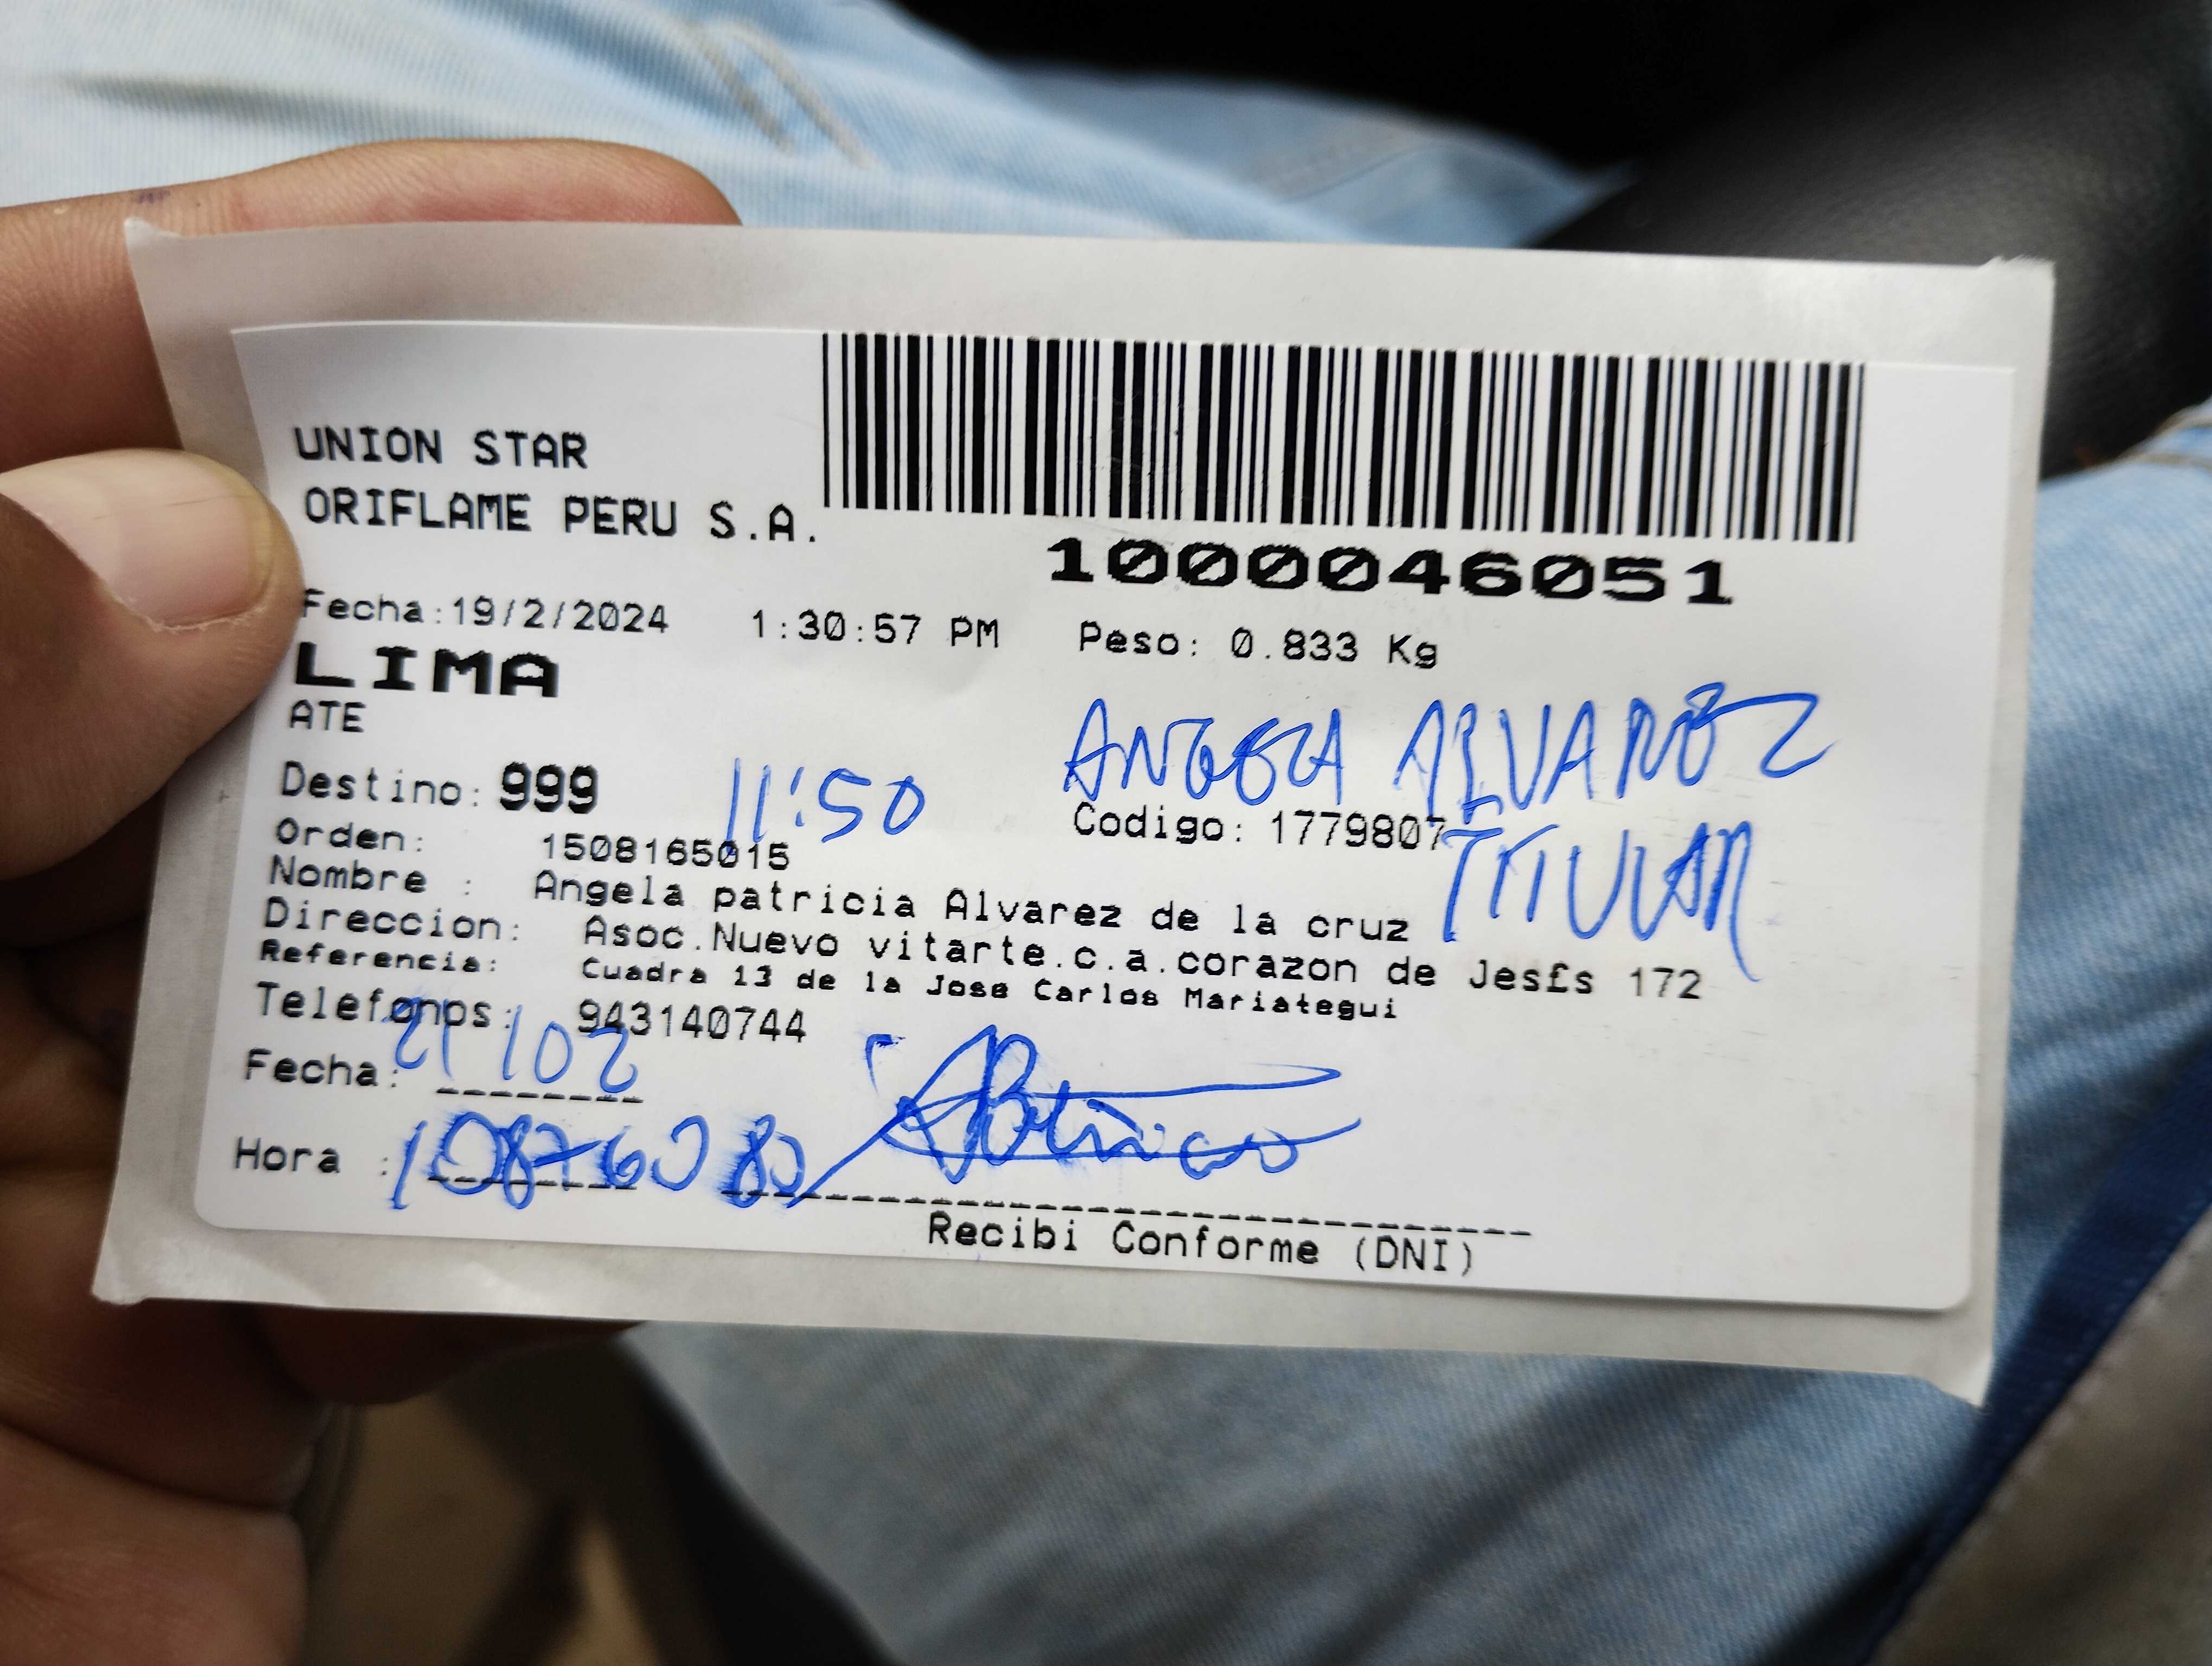 UNION STAR
ORIFLAME PERU S.A.
1000046051
Fecha:19/2/2024 1:30:57 PM Peso: 0.833 Kg
LIMA
ATE
ANGELA ALVAREZ
Destino: 999 11:50
Codigo: 1779807 TITULAR
Orden: 1508165015
Nombre : Angela patricia Alvarez de la cruz
Direccion: Asoc.Nuevo vitarte.c.a.corazon de Jes£s 172
Referencia: Cuadra 13 de la Jose Carlos Mariategui
Telefonos: 943140744
Fecha: 21/02
Hora :
Recibi Conforme (DNI)